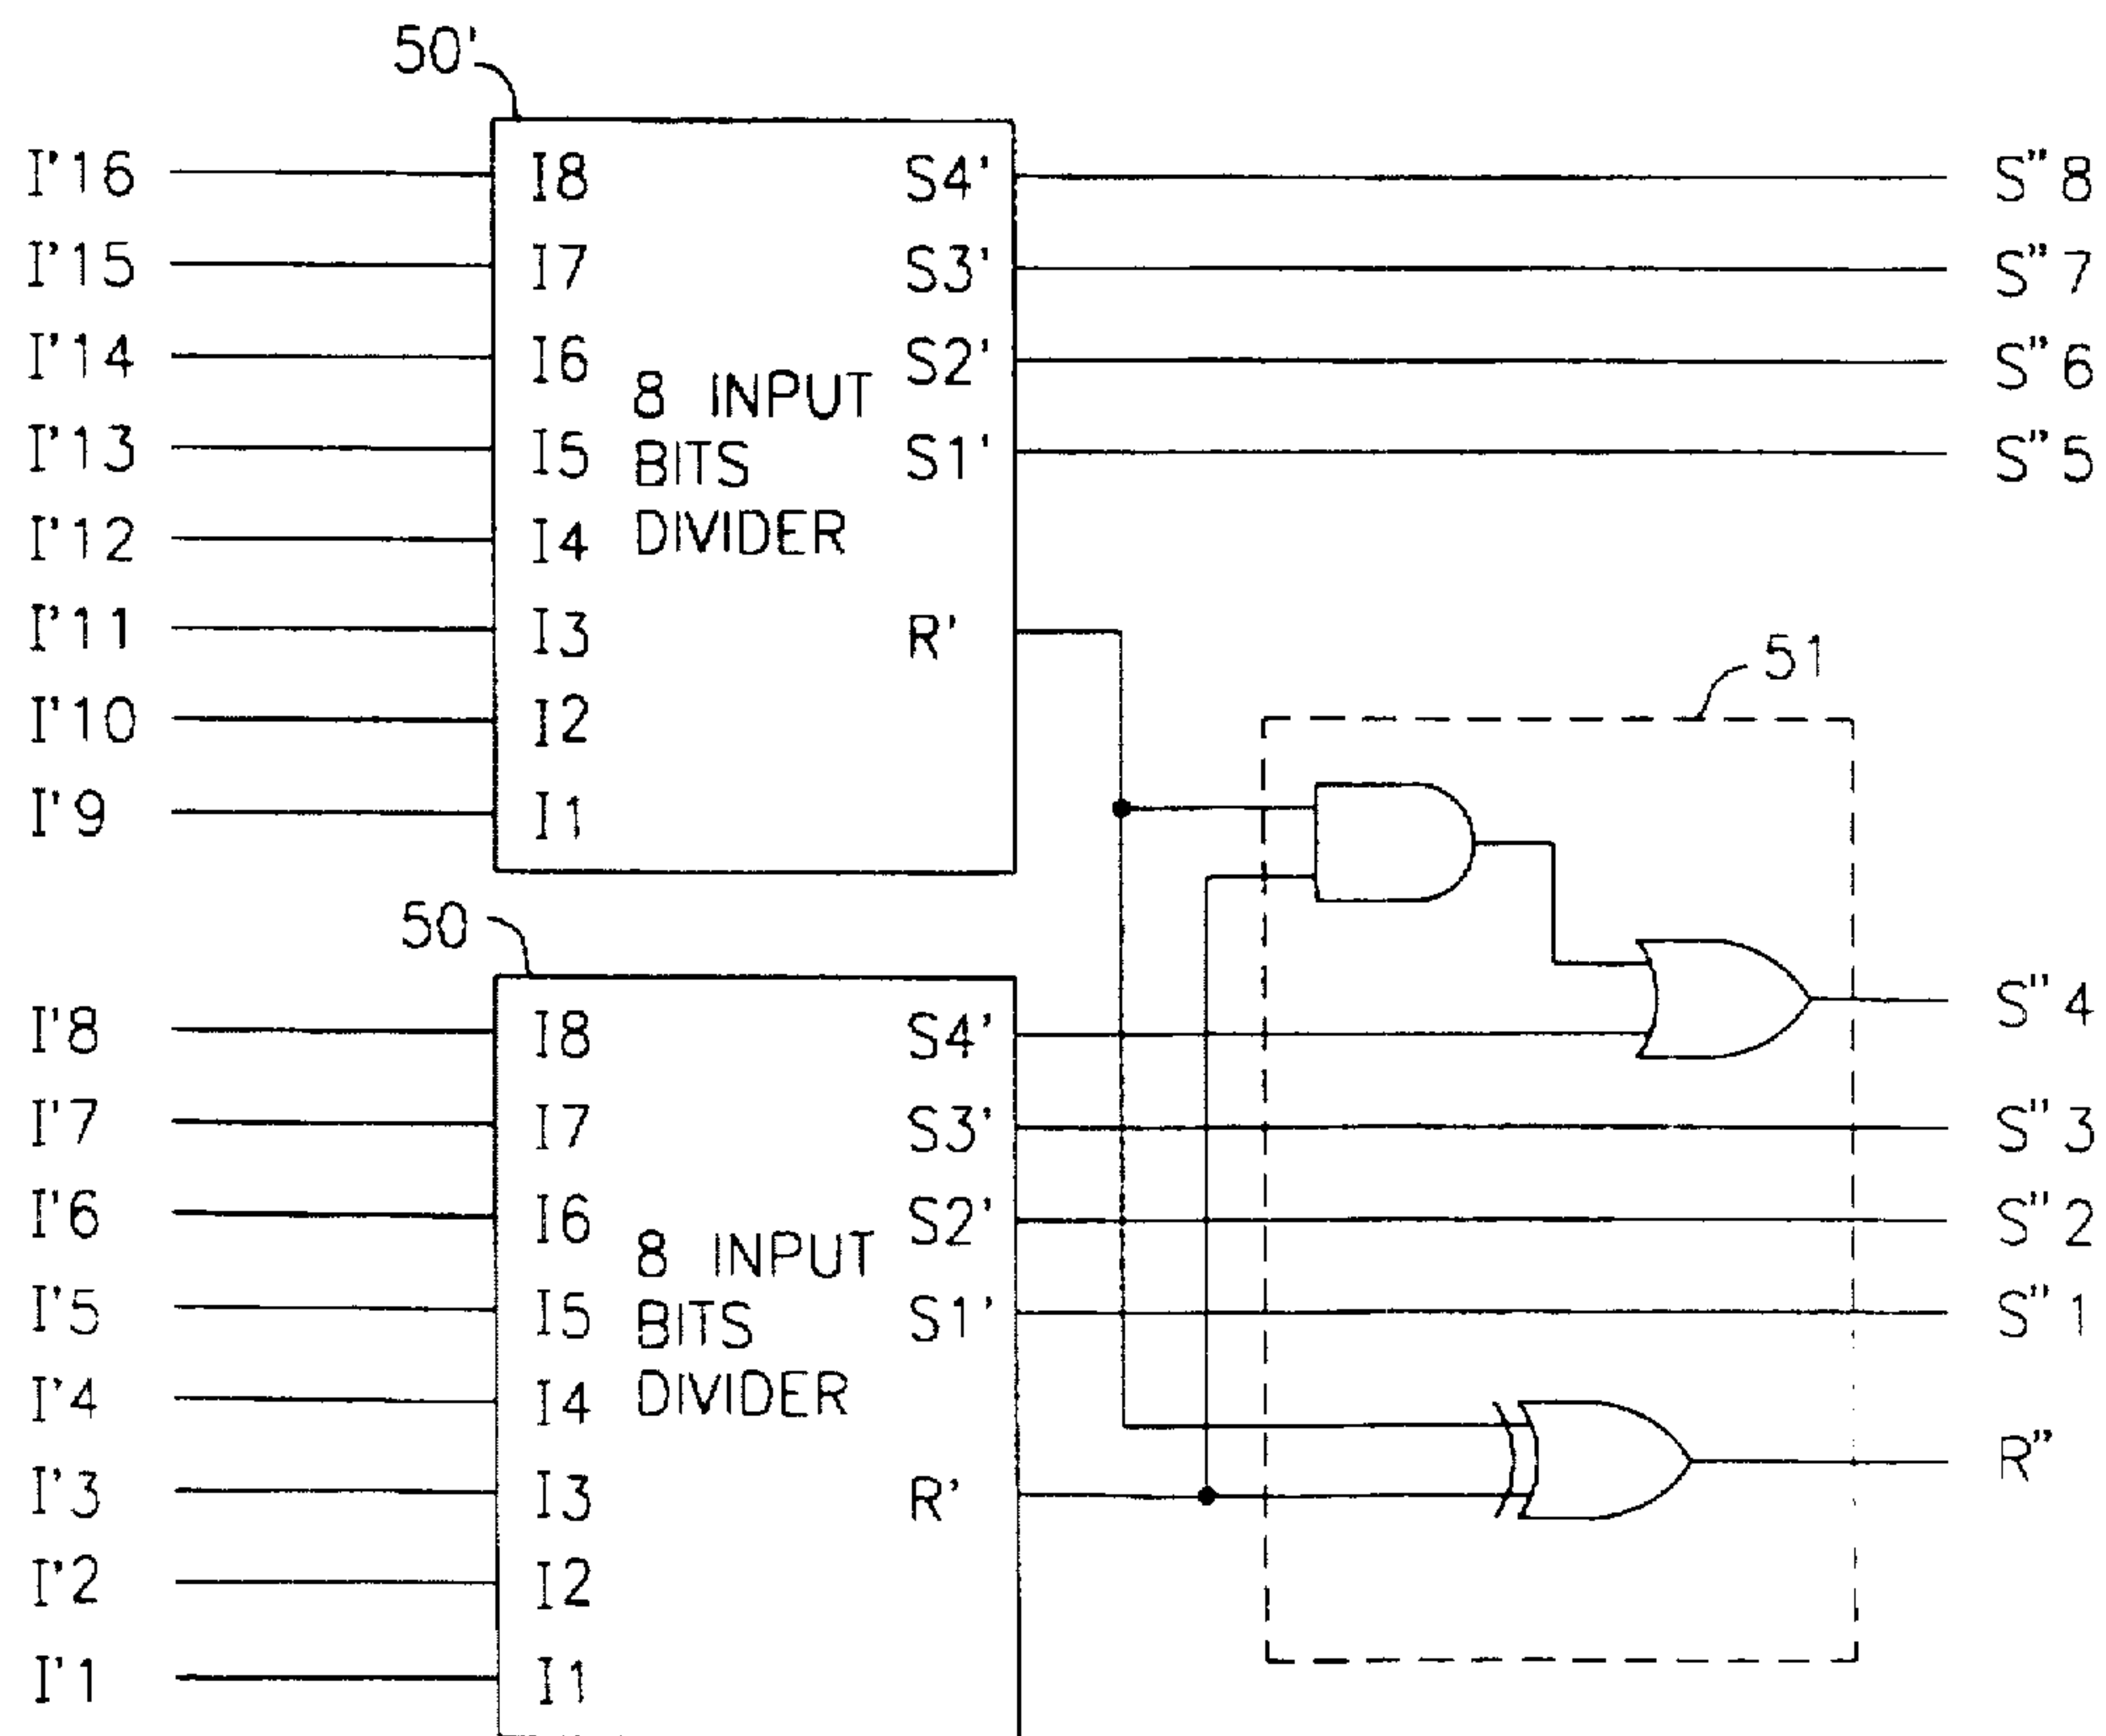 50'
I'16 I8 S4' S"8
I'15 I7 S3' S"7
I'14 I6 S2' S"6
8 INPUT
I'13 I5 S1' S"5
BITS
I'12 I4
DIVIDER
I'11 I3 R'
51
I'10 I2
I'9 I1
50
I'8 I8 S4' S"4
I'7 I7 S3' S"3
I'6 I6 S2' S"2
8 INPUT
I'5 I5 S1' S"1
BITS
I'4 I4
DIVIDER
R"
I'3 I3 R'
I'2 I2
I'1 I1